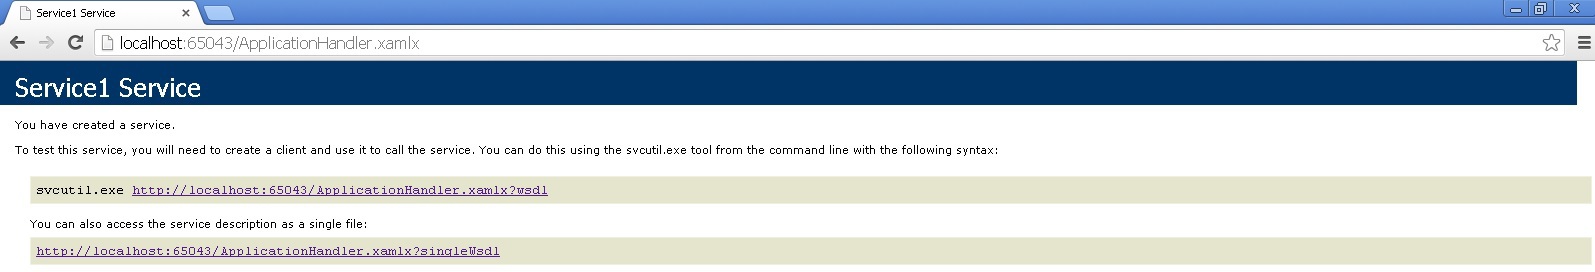 Service1 Service
localhost:65043/ApplicationHandler.xamlx
Service1 Service
You have created a service.
To test this service, you will need to create a client and use it to call the service. You can do this using the svcutil.exe tool from the command line with the following syntax:
svcutil.exe http://localhost:65043/ApplicationHandler.xamlx?wsdl
You can also access the service description as a single file:
http://localhost:65043/ApplicationHandler.xamlx?singleWsdl